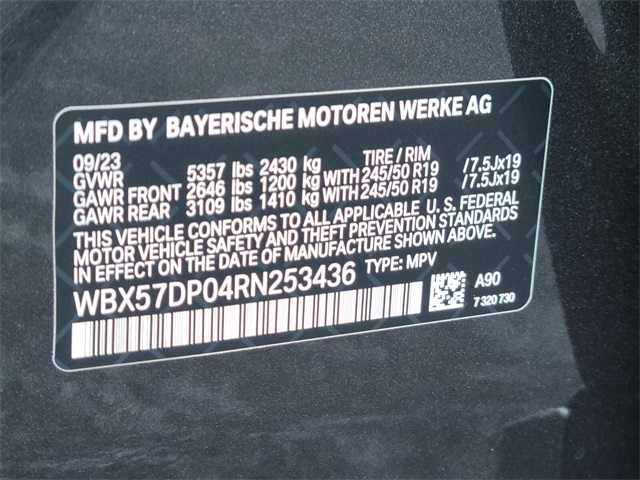 MFD BY BAYERISCHE MOTOREN WERKE AG
09/23 TIRE / RIM
GVWR 5357 lbs 2430 kg
GAWR FRONT 2646 lbs 1200 kg WITH 245/50 R19 /7.5Jx19
GAWR REAR 3109 lbs 1410 kg WITH 245/50 R19 /7.5Jx19
THIS VEHICLE CONFORMS TO ALL APPLICABLE U. S. FEDERAL
MOTOR VEHICLE SAFETY AND THEFT PREVENTION STANDARDS
IN EFFECT ON THE DATE OF MANUFACTURE SHOWN ABOVE.
WBX57DP04RN253436 TYPE: MPV
A90
7 320 730